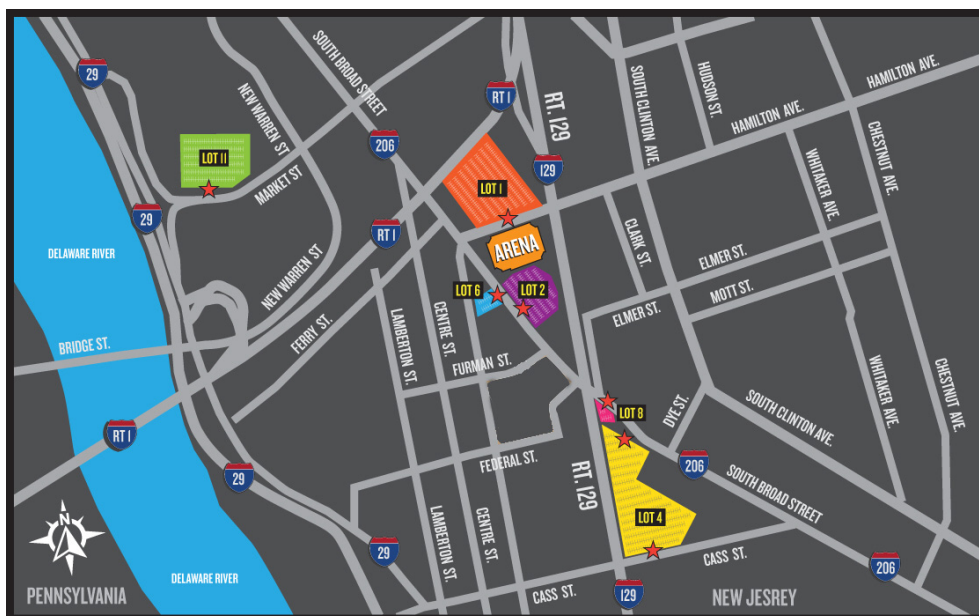 29
SOUTH BROAD STREET
206
NEW WARREN ST
RT 1
RT. 129
SOUTH CLINTON AVE.
HUDSON ST.
HAMILTON AVE.
HAMILTON AVE.
LOT 11
MARKET ST
LOT 1
129
WHITAKER AVE.
CHESTNUT AVE.
29
RT 1
ARENA
CLARK ST.
ELMER ST.
DELAWARE RIVER
NEW WARREN ST
LOT 6
LOT 2
MOTT ST.
ELMER ST.
BRIDGE ST.
FERRY ST.
LAMBERTON ST.
CENTRE ST.
FURMAN ST.
WHITAKER AVE.
CHESTNUT AVE.
RT 1
LOT 8
DYE ST.
SOUTH CLINTON AVE.
29
FEDERAL ST.
RT. 129
206
SOUTH BROAD STREET
N
LAMBERTON ST.
CENTRE ST.
LOT 4
29
CASS ST.
206
DELAWARE RIVER
PENNSYLVANIA
CASS ST.
129
NEW JESREY